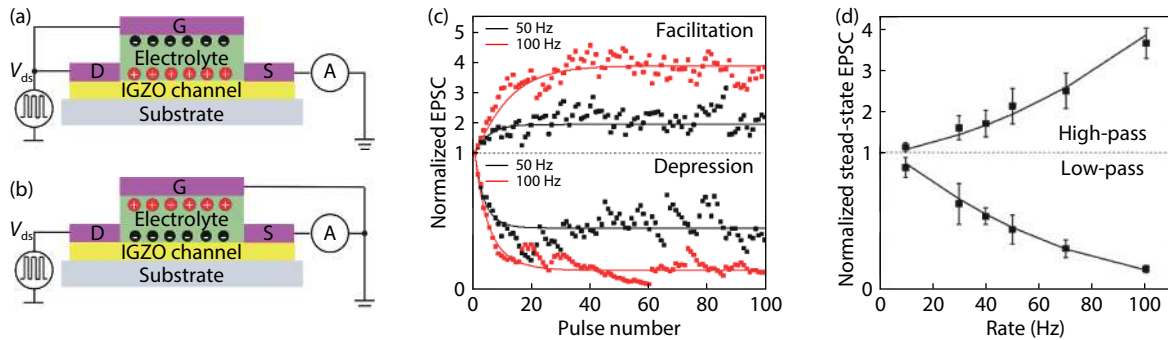 (a)
G
Electrolyte
V_ds
D
S
A
IGZO channel
Substrate
(b)
G
Electrolyte
V_ds
D
S
A
IGZO channel
Substrate
(c)
50 Hz
100 Hz
Facilitation
50 Hz
100 Hz
Depression
Normalized EPSC
5
4
3
2
1
0
0 20 40 60 80 100
Pulse number
(d)
High-pass
Low-pass
Normalized stead-state EPSC
4
3
2
1
0
0 20 40 60 80 100
Rate (Hz)